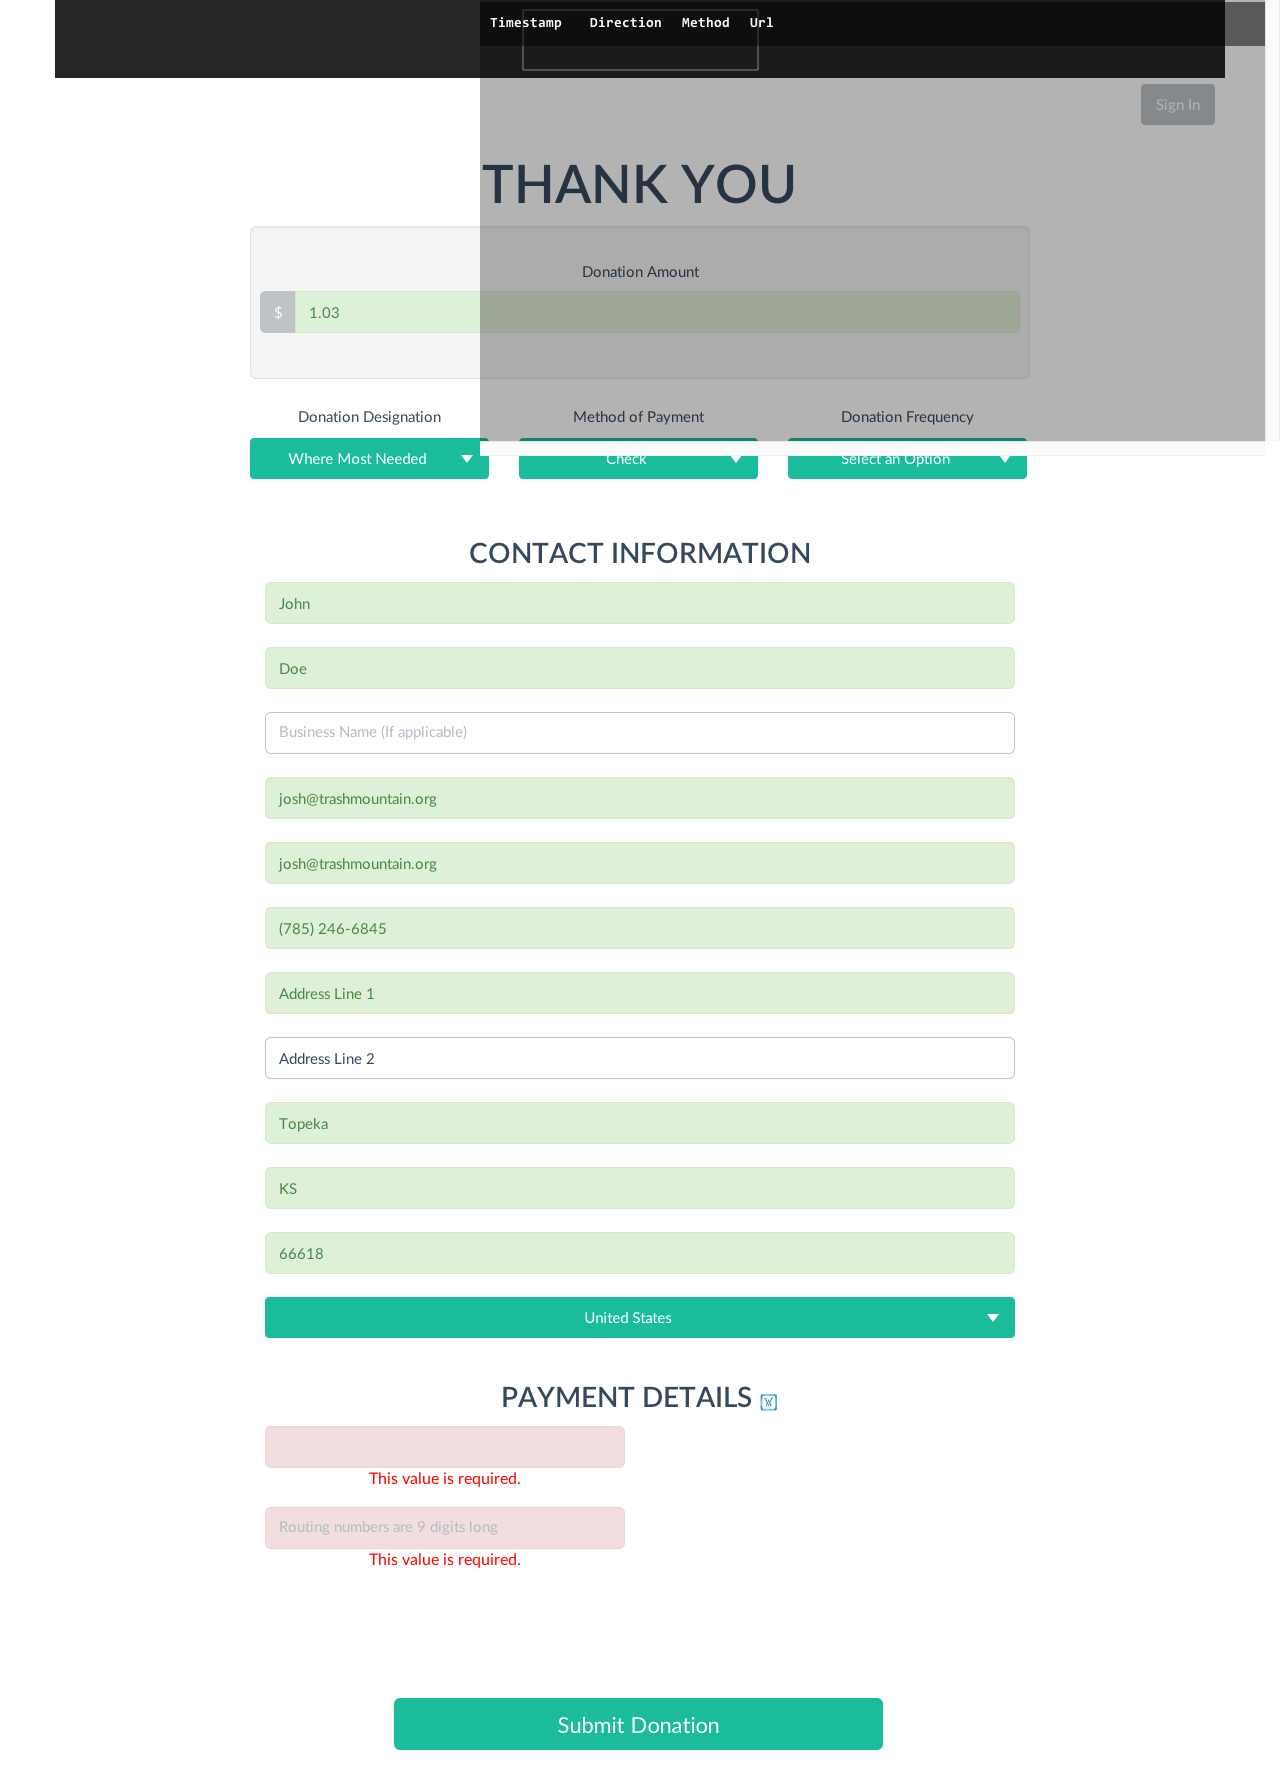 Timestamp Direction Method Url
Sign In
THANK YOU
Donation Amount
$ 1.03
Donation Designation Method of Payment Donation Frequency
Where Most Needed Check Select an Option
CONTACT INFORMATION
John
Doe
Business Name (If applicable)
josh@trashmountain.org
josh@trashmountain.org
(785) 246-6845
Address Line 1
Address Line 2
Topeka
KS
66618
United States
PAYMENT DETAILS
This value is required.
Routing numbers are 9 digits long
This value is required.
Submit Donation